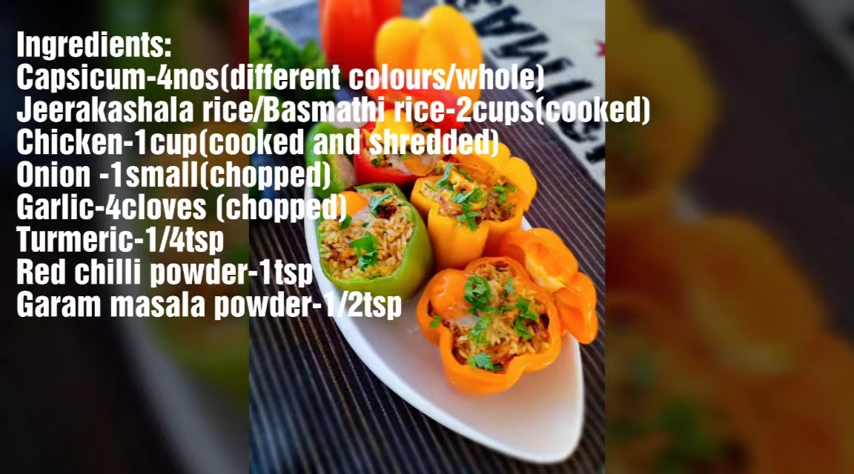 Ingredients:
Capsicum-4nos(different colours/whole)
Jeerakashala rice/Basmathi rice-2cups(cooked)
Chicken-1cup(cooked and shredded)
Onion -1small(chopped)
Garlic-4cloves (chopped)
Turmeric-1/4tsp
Red chilli powder-1tsp
Garam masala powder-1/2tsp